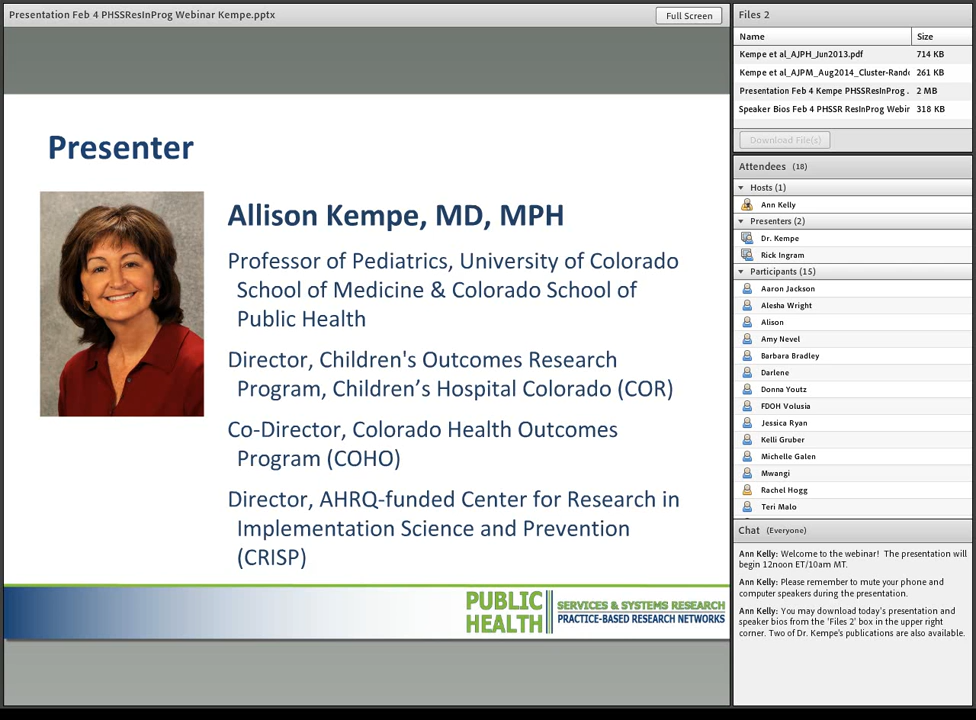 Presentation Feb 4 PHSSResInProg Webinar Kempe.pptx
Full Screen
Presenter
Allison Kempe, MD, MPH
Professor of Pediatrics, University of Colorado
School of Medicine & Colorado School of
Public Health
Director, Children's Outcomes Research
Program, Children’s Hospital Colorado (COR)
Co-Director, Colorado Health Outcomes
Program (COHO)
Director, AHRQ-funded Center for Research in
Implementation Science and Prevention
(CRISP)
PUBLIC
HEALTH
SERVICES & SYSTEMS RESEARCH
PRACTICE-BASED RESEARCH NETWORKS
Files 2
Name Size
Kempe et al_AJPH_Jun2013.pdf 714 KB
Kempe et al_AJPM_Aug2014_Cluster-Rand 261 KB
Presentation Feb 4 Kempe PHSSResInProg . 2 MB
Speaker Bios Feb 4 PHSSR ResInProg Webir 318 KB
Download File(s)
Attendees (18)
Hosts (1)
Ann Kelly
Presenters (2)
Dr. Kempe
Rick Ingram
Participants (15)
Aaron Jackson
Alesha Wright
Alison
Amy Nevel
Barbara Bradley
Darlene
Donna Youtz
FDOH Volusia
Jessica Ryan
Kelli Gruber
Michelle Galen
Mwangi
Rachel Hogg
Teri Malo
Chat (Everyone)
Ann Kelly: Welcome to the webinar! The presentation will
begin 12noon ET/10am MT.
Ann Kelly: Please remember to mute your phone and
computer speakers during the presentation.
Ann Kelly: You may download today's presentation and
speaker bios from the 'Files 2' box in the upper right
corner. Two of Dr. Kempe's publications are also available.